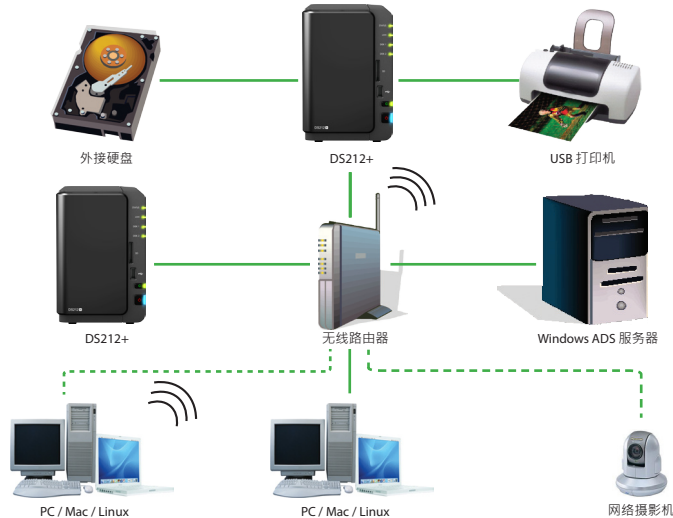 外接硬盘
DS212+
USB 打印机
DS212+
无线路由器
Windows ADS 服务器
PC / Mac / Linux
PC / Mac / Linux
网络摄影机